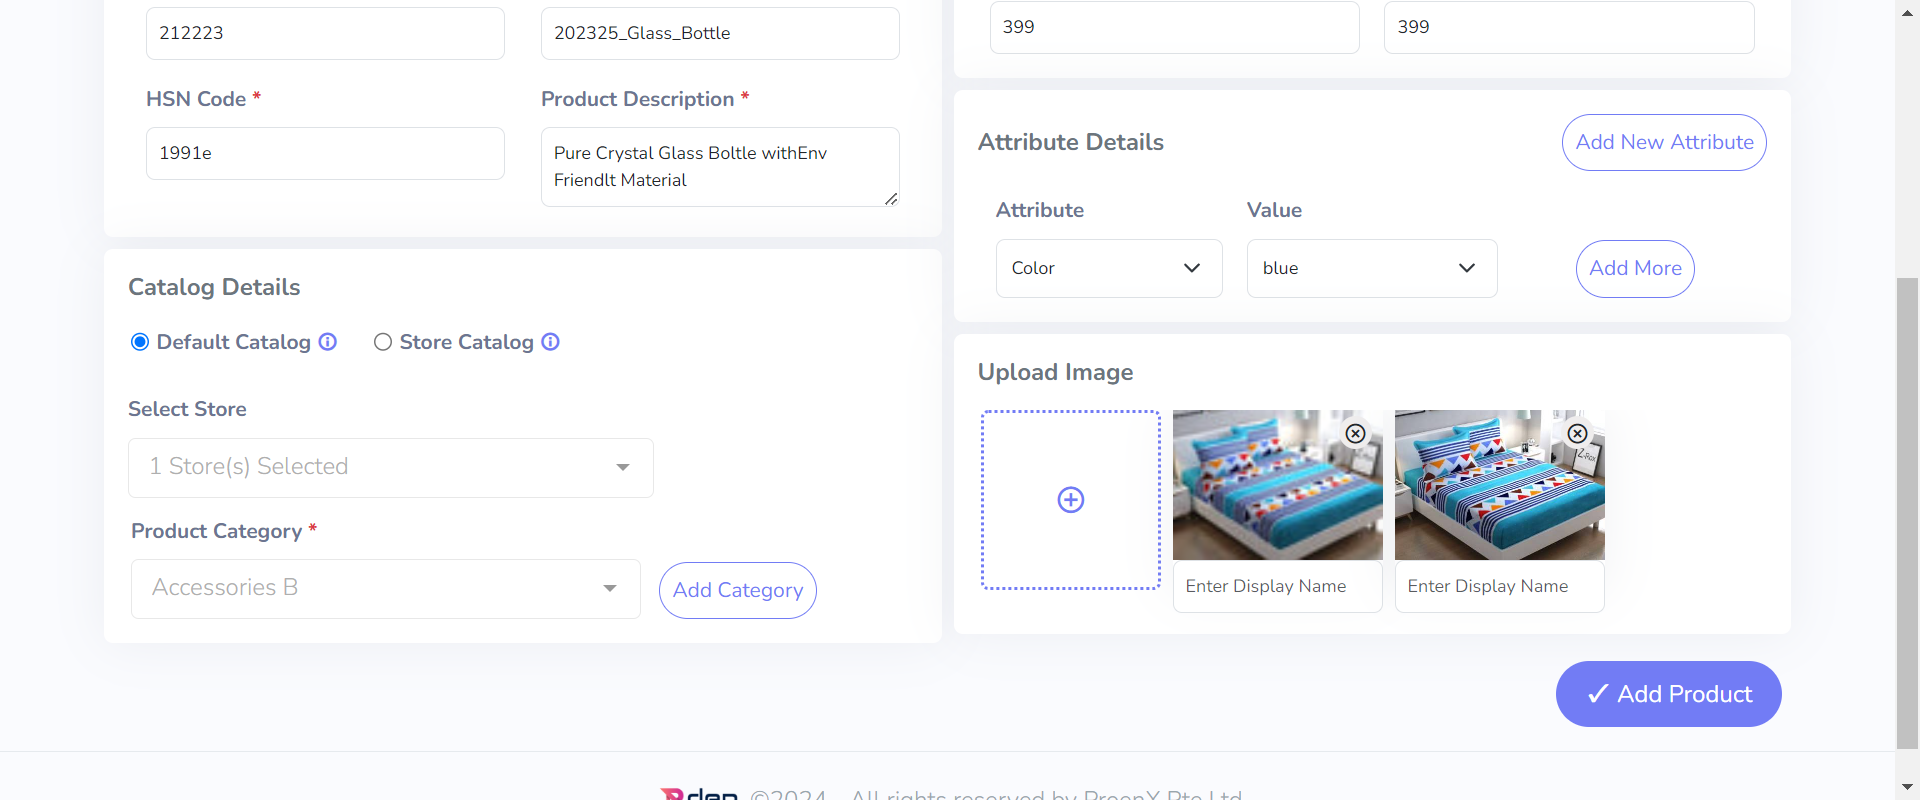 212223
202325_Glass_Bottle
HSN Code *
Product Description *
1991e
Pure Crystal Glass Boltle withEnv
Friendlt Material
Catalog Details
Default Catalog
Store Catalog
Select Store
1 Store(s) Selected
Product Category *
Accessories B
Add Category
399
399
Attribute Details
Add New Attribute
Attribute
Value
Color
blue
Add More
Upload Image
Z-Rox
Enter Display Name
Enter Display Name
✓ Add Product
©2024 All rights reserved by ProenX Pte Ltd